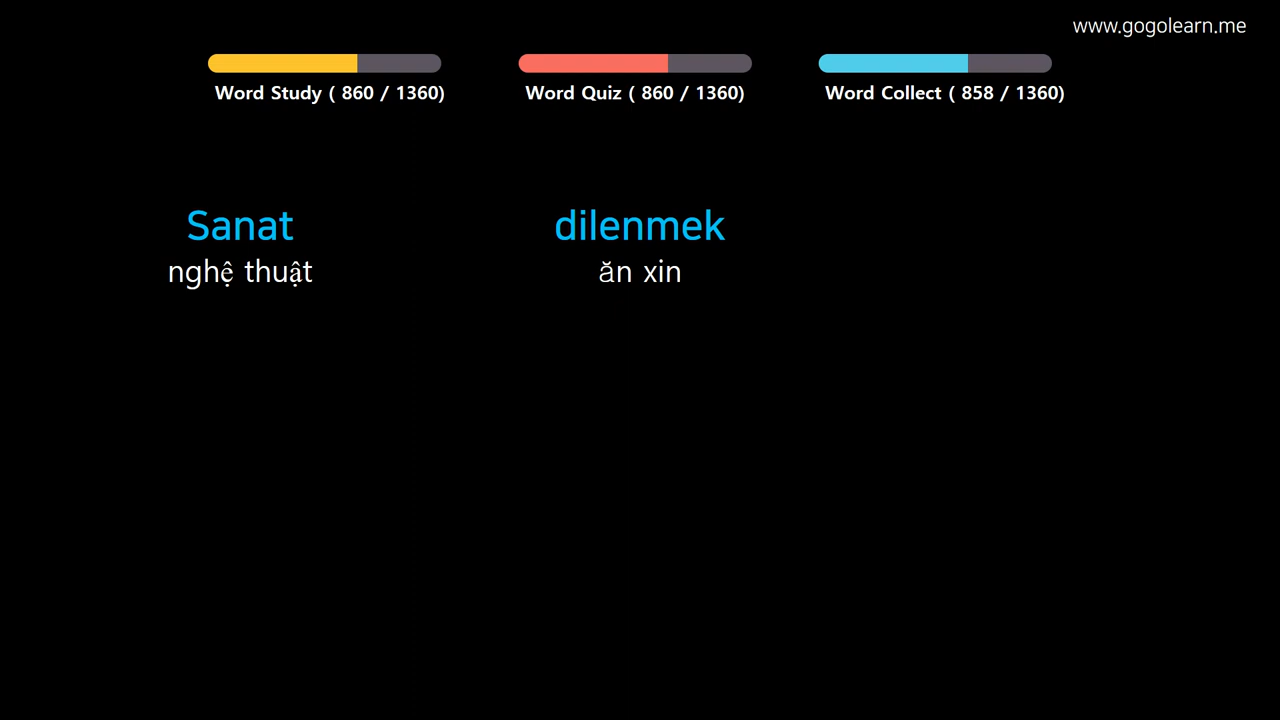 www.gogolearn.me
Word Study ( 860 / 1360)
Word Quiz ( 860 / 1360)
Word Collect ( 858 / 1360)
Sanat
nghệ thuật
dilenmek
ăn xin